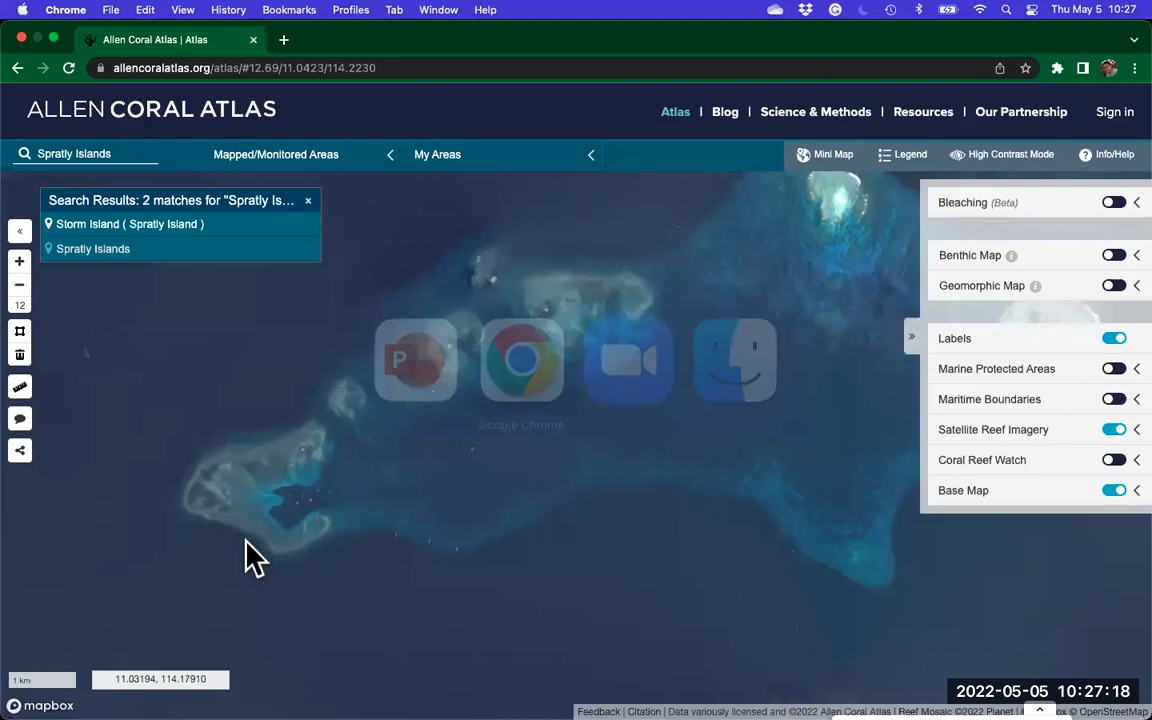 Chrome File Edit View History Bookmarks Profiles Tab Window Help Thu May 5 10:27
Allen Coral Atlas | Atlas
allencoralatlas.org/atlas/#12.69/11.0423/114.2230
ALLEN CORAL ATLAS
Atlas | Blog | Science & Methods | Resources | Our Partnership Sign in
Spratly Islands Mapped/Monitored Areas My Areas Mini Map Legend High Contrast Mode Info/Help
Search Results: 2 matches for "Spratly Is...
Storm Island ( Spratly Island )
Spratly Islands
12
Bleaching (Beta)
Benthic Map
Geomorphic Map
Labels
Marine Protected Areas
Maritime Boundaries
Satellite Reef Imagery
Coral Reef Watch
Base Map
P
Google Chrome
1 km
11.03194, 114.17910
mapbox
2022-05-05 10:27:18
Feedback | Citation | Data variously licensed and ©2022 Allen Coral Atlas | Reef Mosaic ©2022 Planet © OpenStreetMap